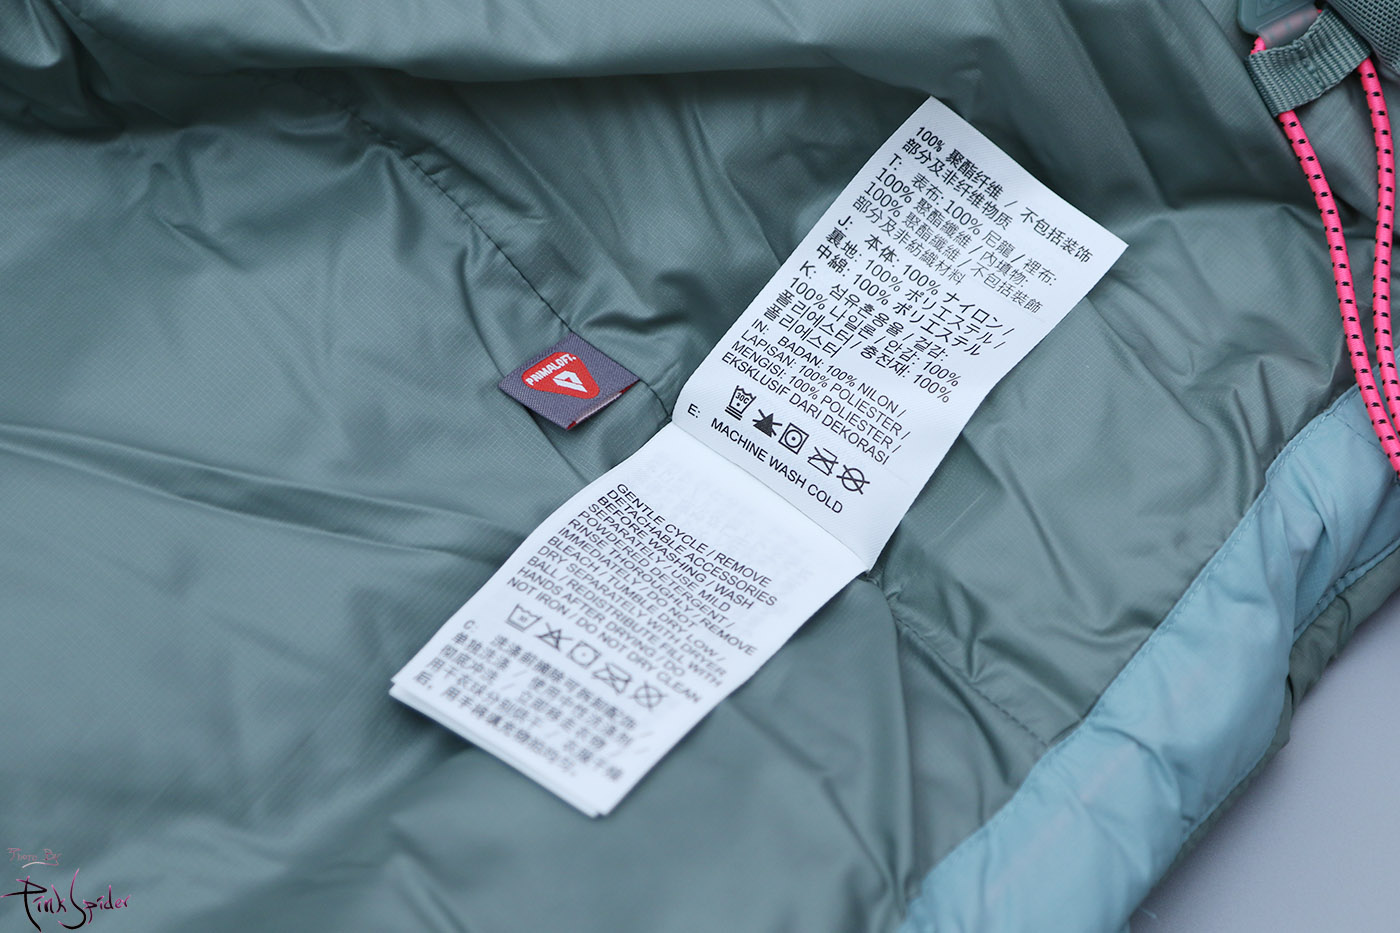 100% 聚酯纤维 / 不包括装饰
部分及非纤维物质
T: 表布: 100% 尼龍 / 裡布:
100% 聚酯纖維 / 內填物:
100% 聚酯纖維 / 不包括裝飾
部分及非紡織材料
J: 本体: 100% ナイロン /
裏地: 100% ポリエステル /
中綿: 100% ポリエステル
K: 섬유혼용율 / 겉감:
100% 나일론 / 안감: 100%
폴리에스터 / 충전재: 100%
폴리에스터
IN: BADAN: 100% NILON /
LAPISAN: 100% POLIESTER /
MENGISI: 100% POLIESTER /
EKSKLUSIF DARI DEKORASI
30C
E: MACHINE WASH COLD
GENTLE CYCLE / REMOVE
DETACHABLE ACCESSORIES
BEFORE WASHING / WASH
SEPARATELY / USE MILD
POWDERED DETERGENT /
RINSE THOROUGHLY / REMOVE
IMMEDIATELY / DO NOT
BLEACH / TUMBLE DRY LOW /
DRY SEPARATELY WITH DRYER
BALL / REDISTRIBUTE FILL WITH
HANDS AFTER DRYING / DO
NOT IRON / DO NOT DRY CLEAN
C:
PRIMALOFT.
Photo By
PinkSpider